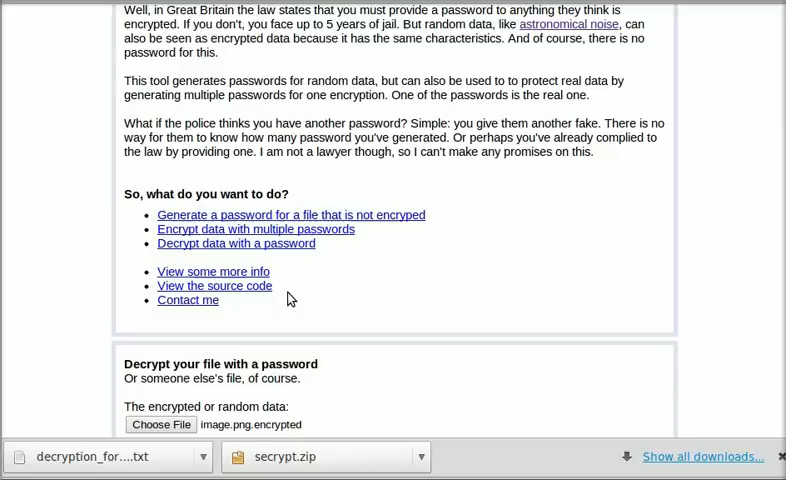 Well, in Great Britain the law states that you must provide a password to anything they think is
encrypted. If you don't, you face up to 5 years of jail. But random data, like astronomical noise, can
also be seen as encrypted data because it has the same characteristics. And of course, there is no
password for this.
This tool generates passwords for random data, but can also be used to to protect real data by
generating multiple passwords for one encryption. One of the passwords is the real one.
What if the police thinks you have another password? Simple: you give them another fake. There is no
way for them to know how many password you've generated. Or perhaps you've already complied to
the law by providing one. I am not a lawyer though, so I can't make any promises on this.
So, what do you want to do?
• Generate a password for a file that is not encryped
• Encrypt data with multiple passwords
• Decrypt data with a password
• View some more info
• View the source code
• Contact me
Decrypt your file with a password
Or someone else's file, of course.
The encrypted or random data:
Choose File image.png.encrypted
decryption_for....txt secrypt.zip Show all downloads...